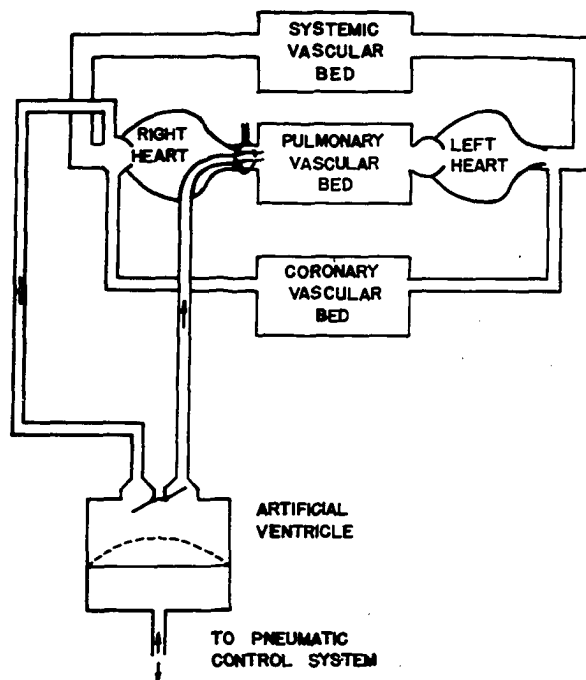 SYSTEMIC
VASCULAR
BED
RIGHT
HEART
PULMONARY
VASCULAR
BED
LEFT
HEART
CORONARY
VASCULAR
BED
ARTIFICIAL
VENTRICLE
TO PNEUMATIC
CONTROL SYSTEM